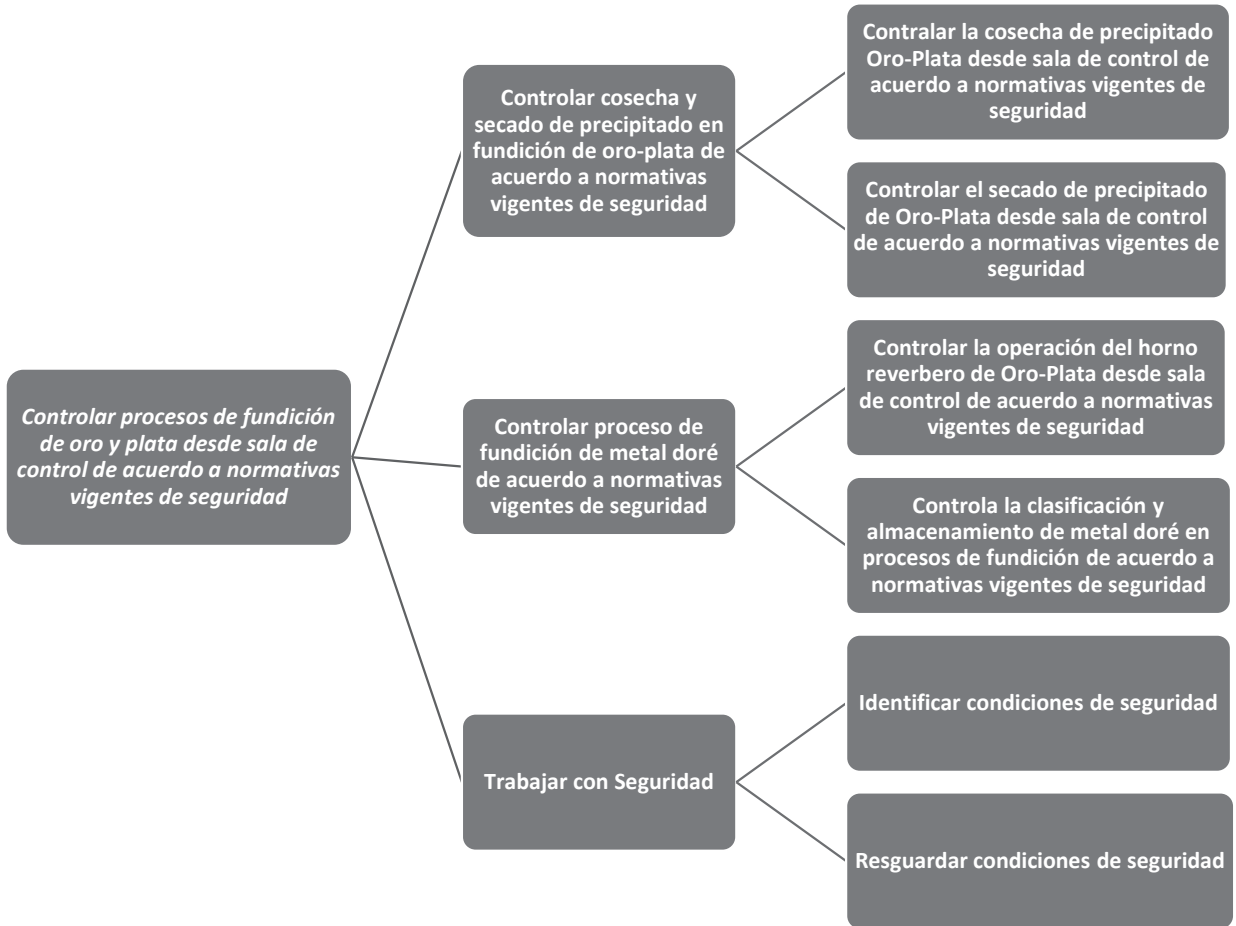 Controlar procesos de fundición
de oro y plata desde sala de
control de acuerdo a normativas
vigentes de seguridad
Controlar cosecha y
secado de precipitado en
fundición de oro-plata de
acuerdo a normativas
vigentes de seguridad
Contralar la cosecha de precipitado
Oro-Plata desde sala de control de
acuerdo a normativas vigentes de
seguridad
Controlar el secado de precipitado
de Oro-Plata desde sala de control
de acuerdo a normativas vigentes de
seguridad
Controlar proceso de
fundición de metal doré
de acuerdo a normativas
vigentes de seguridad
Controlar la operación del horno
reverbero de Oro-Plata desde sala
de control de acuerdo a normativas
vigentes de seguridad
Controla la clasificación y
almacenamiento de metal doré en
procesos de fundición de acuerdo a
normativas vigentes de seguridad
Trabajar con Seguridad
Identificar condiciones de seguridad
Resguardar condiciones de seguridad